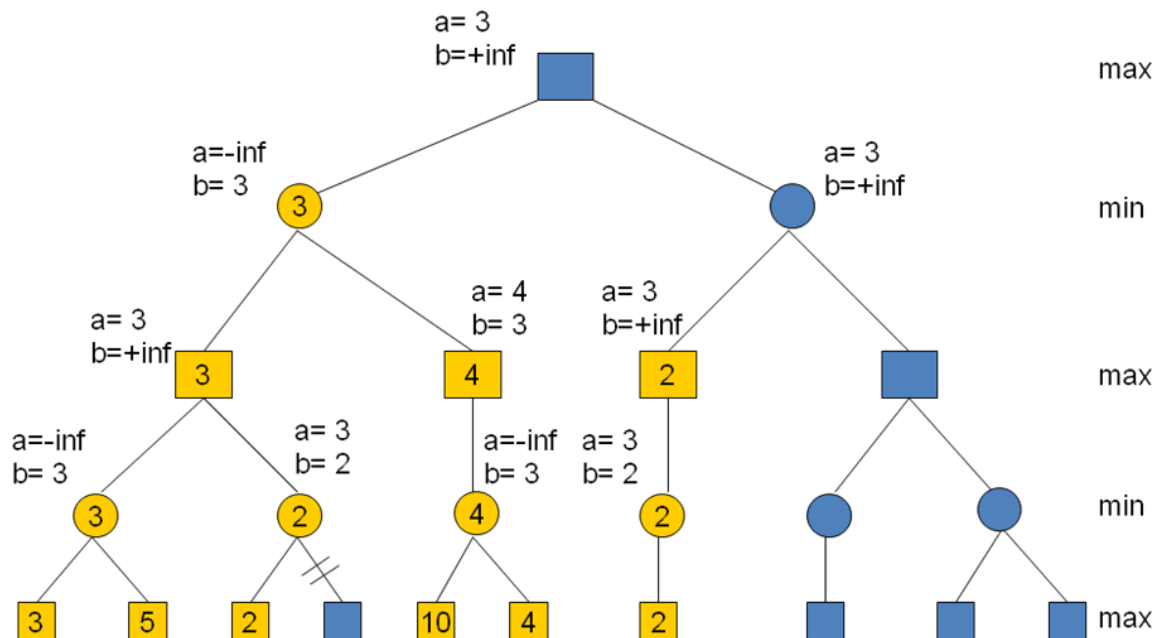 a= 3
b=+inf
max
a=-inf
b= 3
a= 3
b=+inf
3
min
a= 4
b= 3
a= 3
b=+inf
a= 3
b=+inf
3
4
2
max
a=-inf
b= 3
a= 3
b= 2
a=-inf
b= 3
a= 3
b= 2
3
2
4
2
min
3
5
2
10
4
2
max